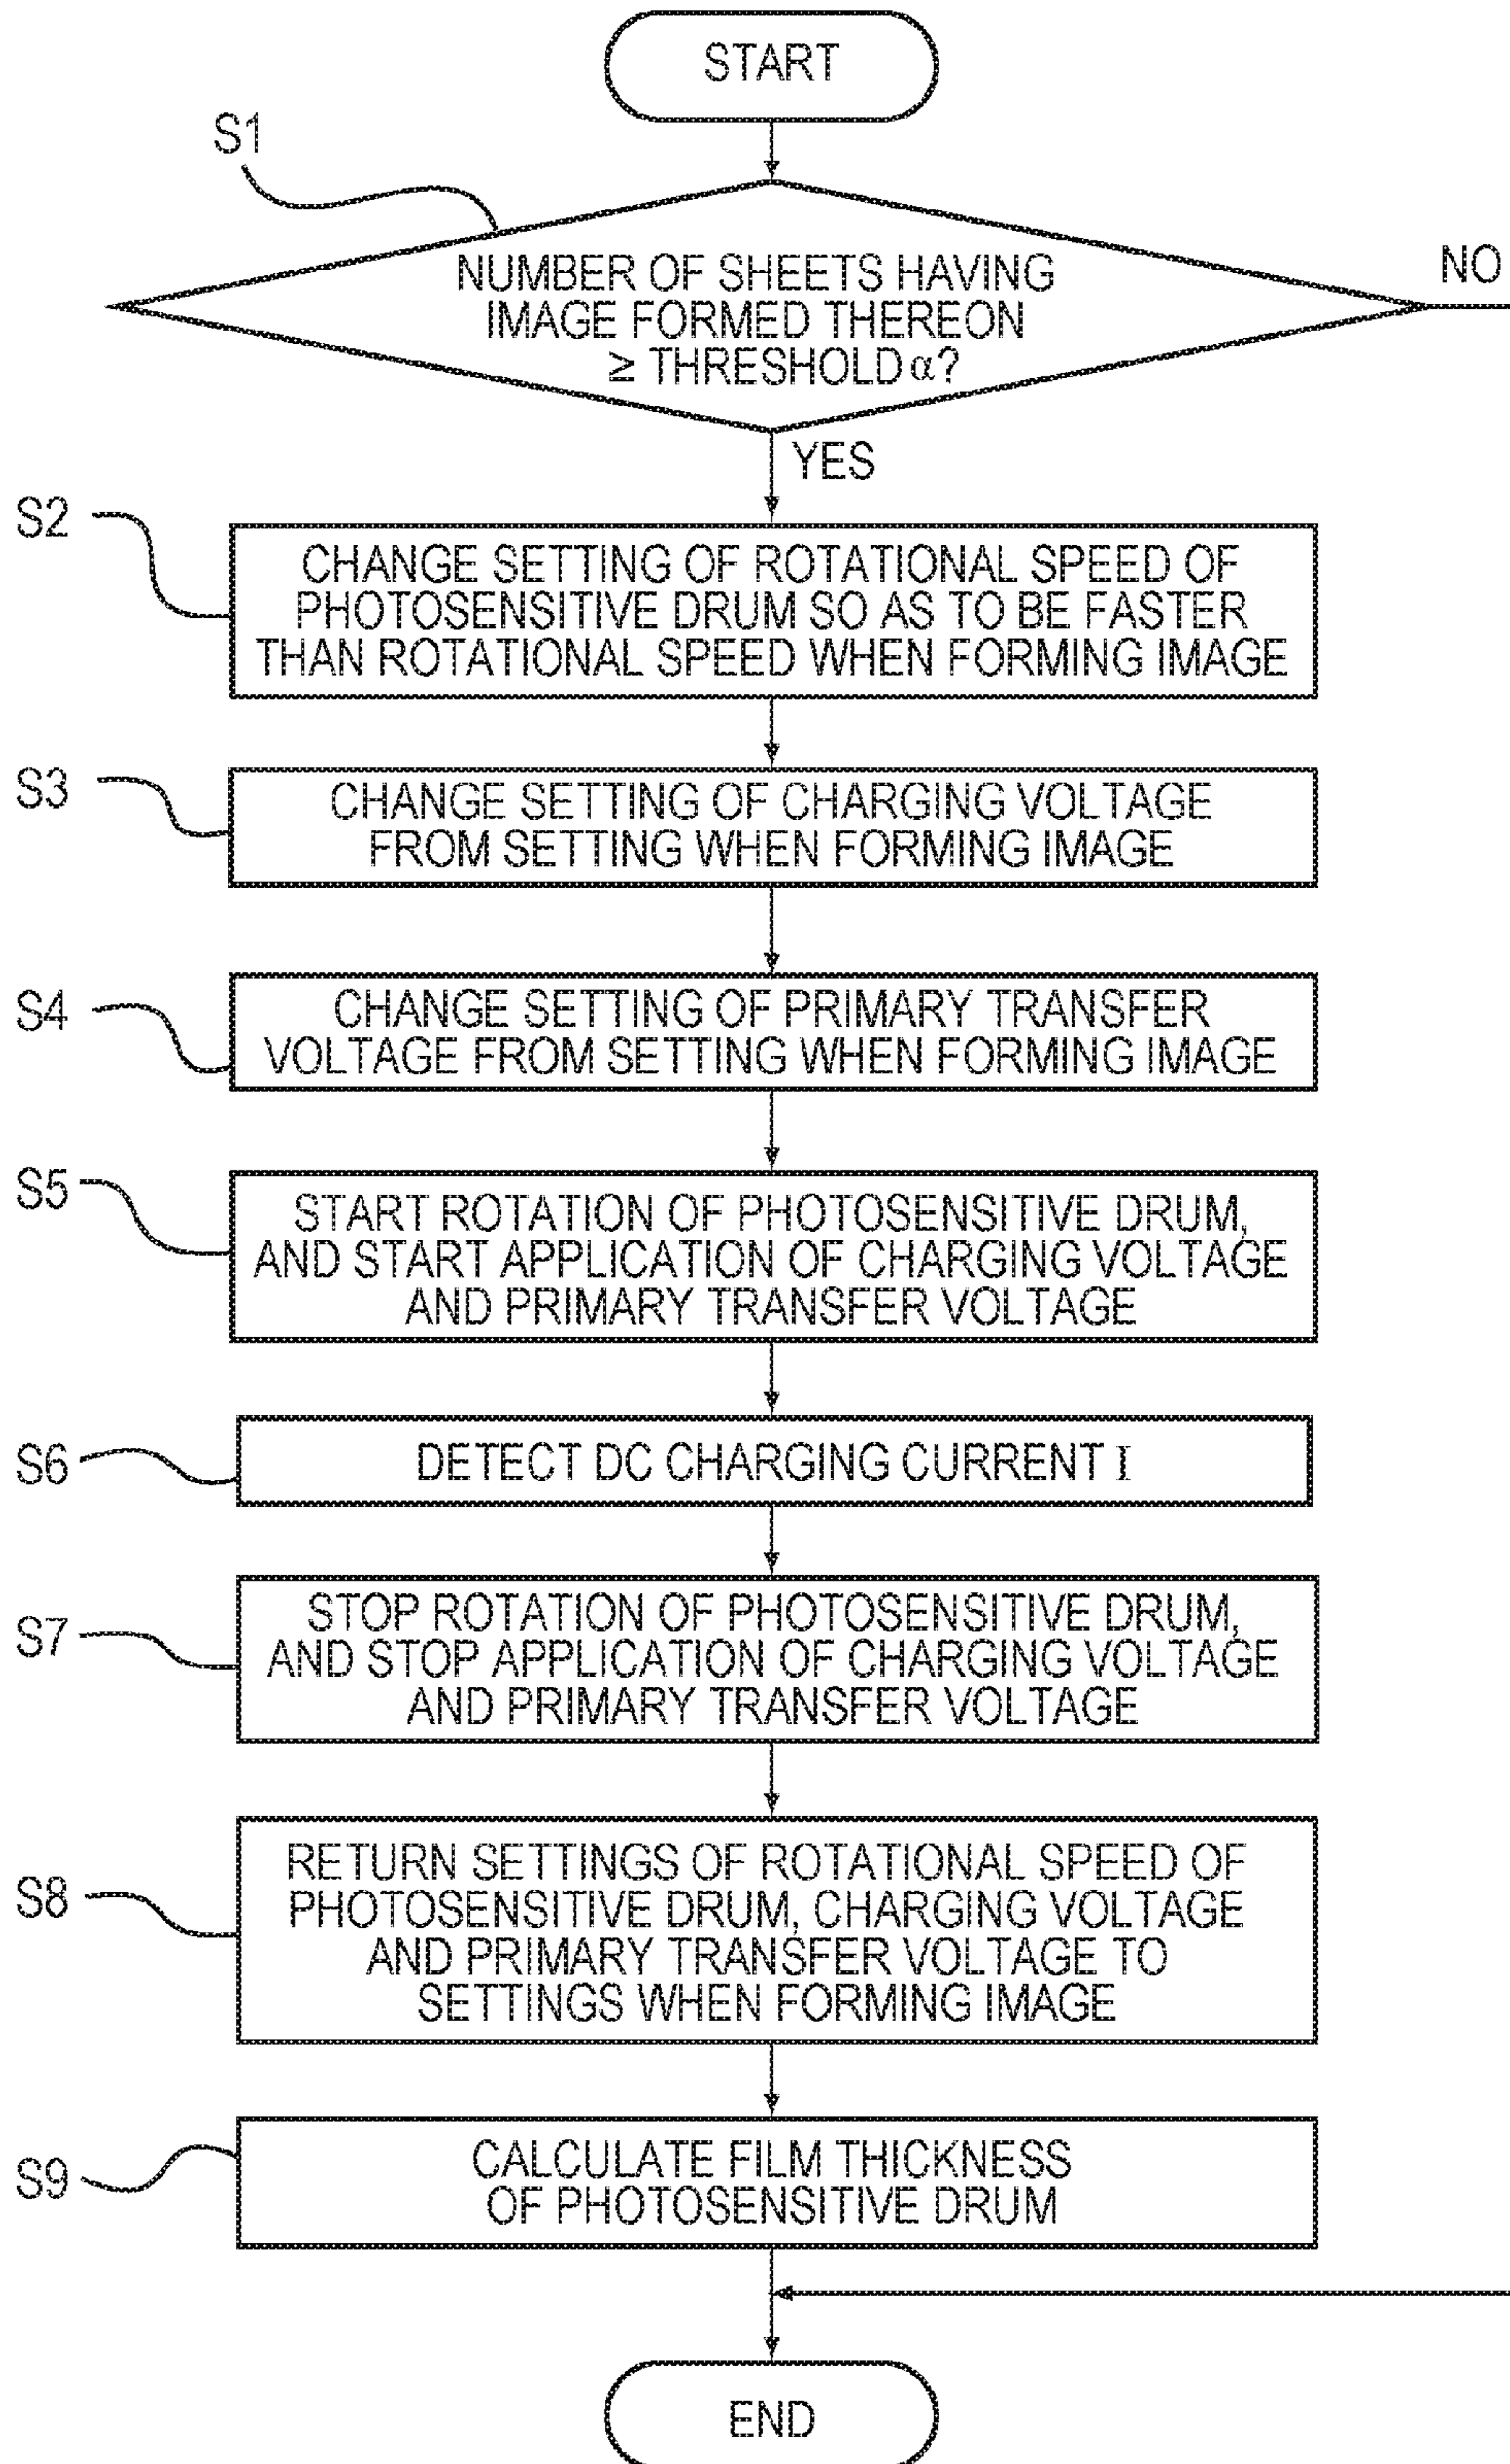 START
S1
NUMBER OF SHEETS HAVING
IMAGE FORMED THEREON
≥ THRESHOLD α?
NO
YES
S2
CHANGE SETTING OF ROTATIONAL SPEED OF
PHOTOSENSITIVE DRUM SO AS TO BE FASTER
THAN ROTATIONAL SPEED WHEN FORMING IMAGE
S3
CHANGE SETTING OF CHARGING VOLTAGE
FROM SETTING WHEN FORMING IMAGE
S4
CHANGE SETTING OF PRIMARY TRANSFER
VOLTAGE FROM SETTING WHEN FORMING IMAGE
S5
START ROTATION OF PHOTOSENSITIVE DRUM,
AND START APPLICATION OF CHARGING VOLTAGE
AND PRIMARY TRANSFER VOLTAGE
S6
DETECT DC CHARGING CURRENT I
S7
STOP ROTATION OF PHOTOSENSITIVE DRUM,
AND STOP APPLICATION OF CHARGING VOLTAGE
AND PRIMARY TRANSFER VOLTAGE
S8
RETURN SETTINGS OF ROTATIONAL SPEED OF
PHOTOSENSITIVE DRUM, CHARGING VOLTAGE
AND PRIMARY TRANSFER VOLTAGE TO
SETTINGS WHEN FORMING IMAGE
S9
CALCULATE FILM THICKNESS
OF PHOTOSENSITIVE DRUM
END